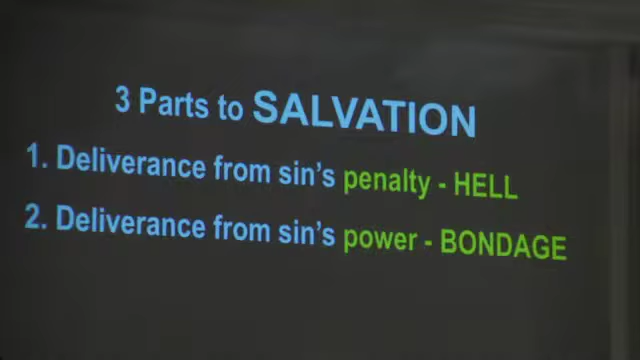 3 Parts to SALVATION
1. Deliverance from sin's penalty - HELL
2. Deliverance from sin's power - BONDAGE